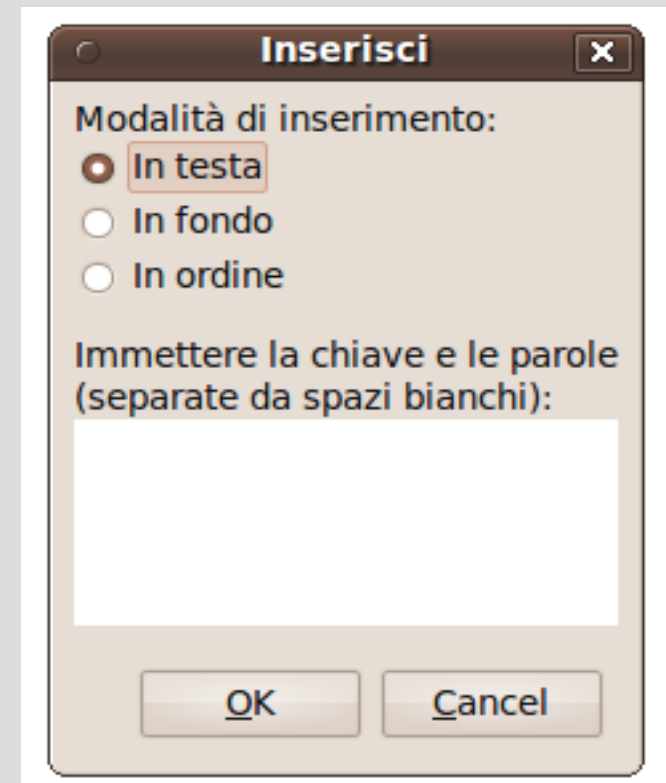 Inserisci
Modalità di inserimento:
In testa
In fondo
In ordine
Immettere la chiave e le parole
(separate da spazi bianchi):
OK
Cancel